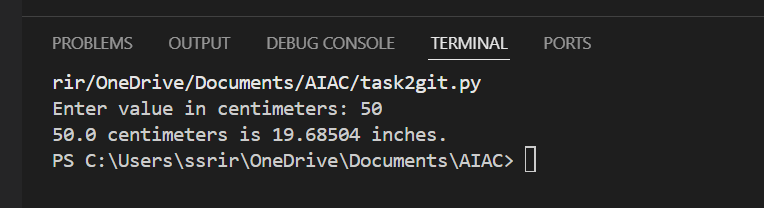 PROBLEMS OUTPUT DEBUG CONSOLE TERMINAL PORTS
rir/OneDrive/Documents/AIAC/task2git.py
Enter value in centimeters: 50
50.0 centimeters is 19.68504 inches.
PS C:\Users\ssrir\OneDrive\Documents\AIAC>